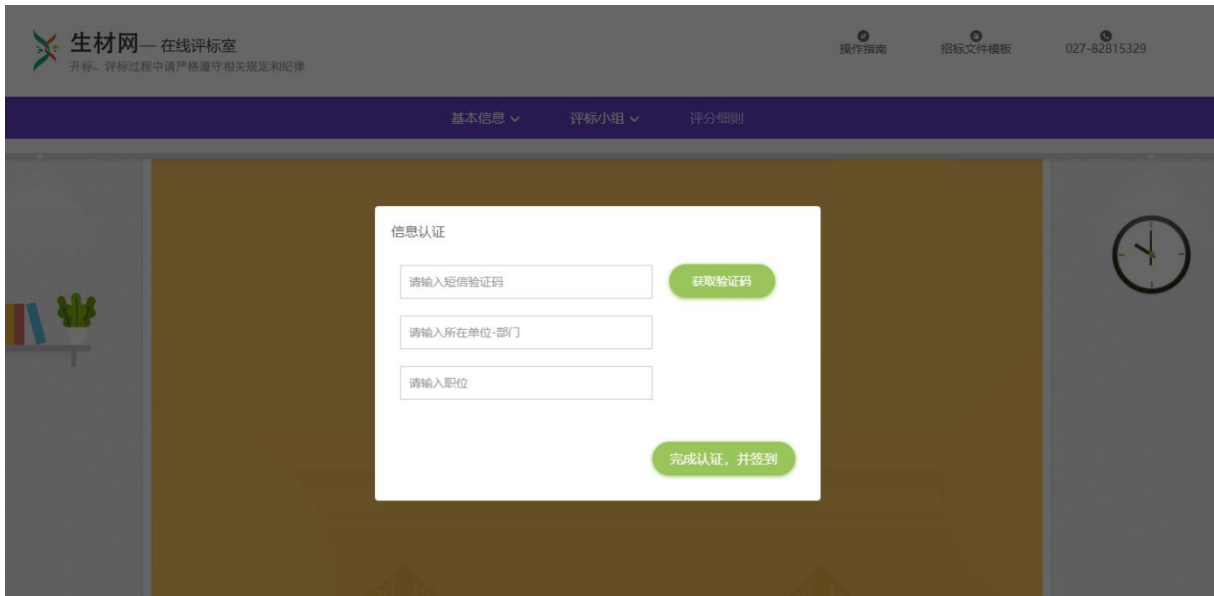 生材网— 在线评标室
开标、评标过程中请严格遵守相关规定和纪律
操作指南
招标文件模板
027-82815329
基本信息
评标小组
评分细则
信息认证
请输入短信验证码
获取验证码
请输入所在单位-部门
请输入职位
完成认证，并签到